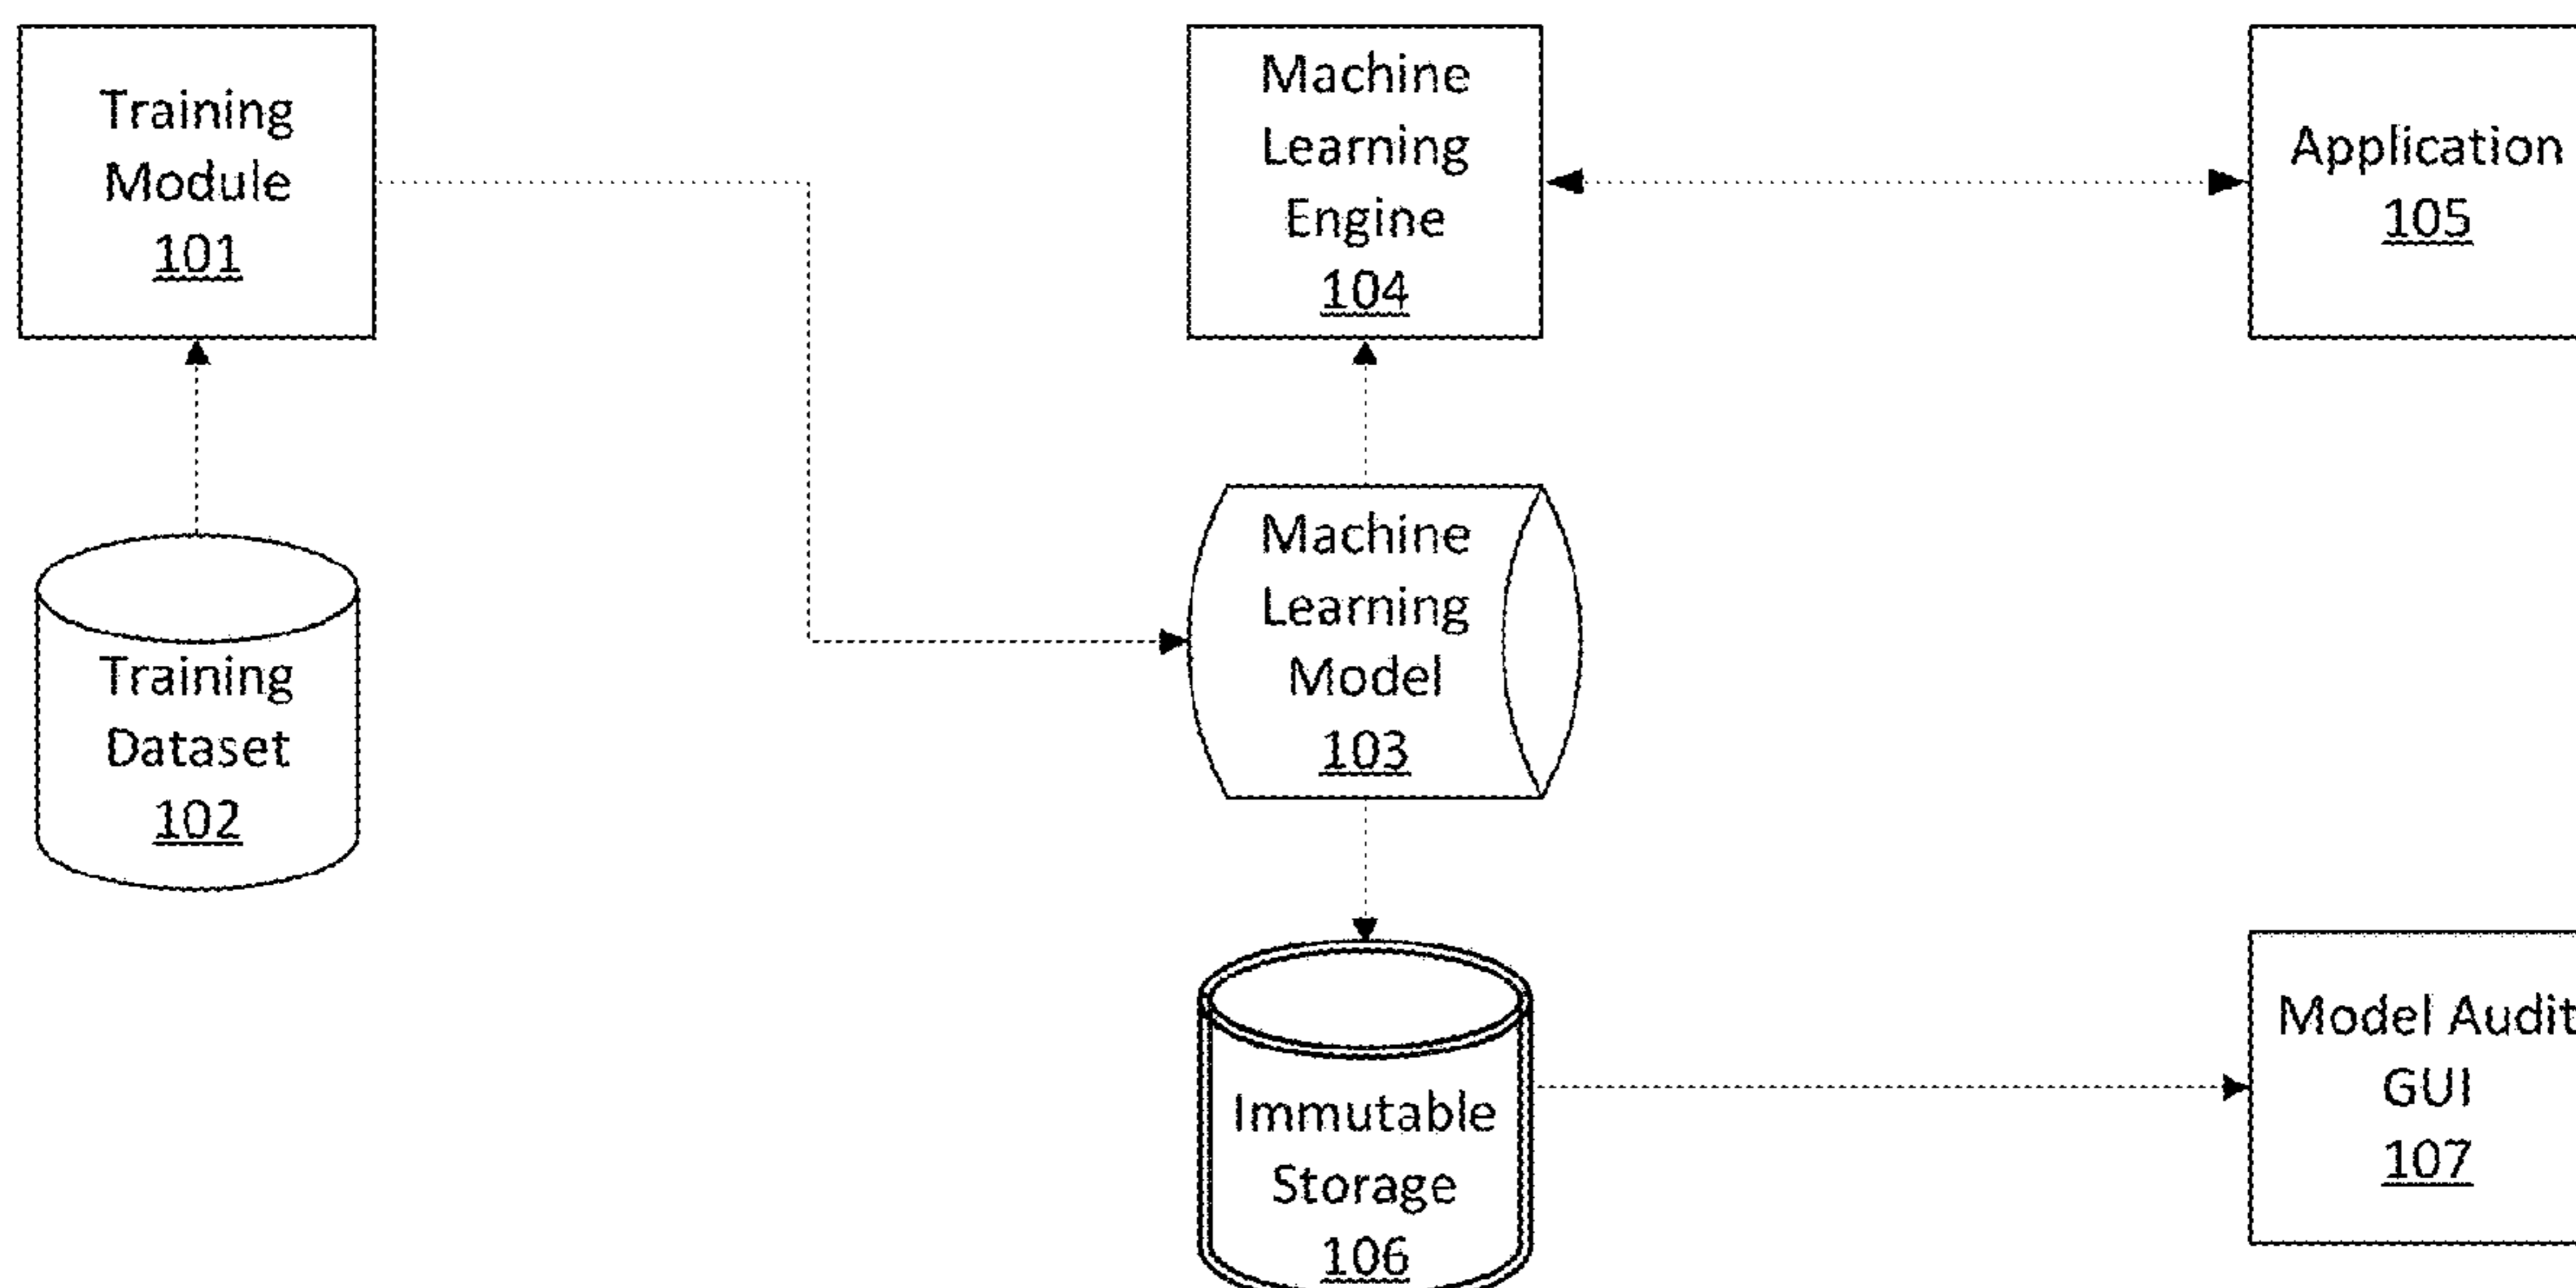 Training
Module
101
Machine
Learning
Engine
104
Application
105
Training
Dataset
102
Machine
Learning
Model
103
Immutable
Storage
106
Model Audit
GUI
107